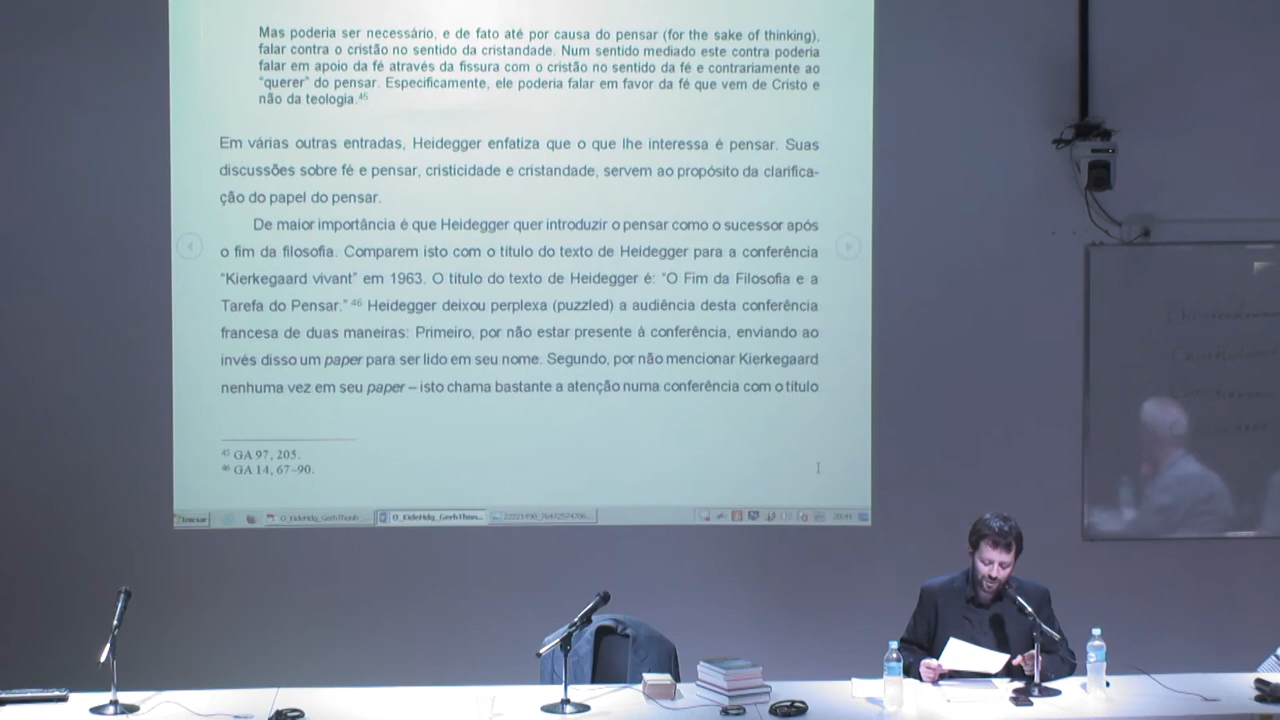 Mas poderia ser necessário, e de fato até por causa do pensar (for the sake of thinking),
falar contra o cristão no sentido da cristandade. Num sentido mediado este contra poderia
falar em apoio da fé através da fissura com o cristão no sentido da fé e contrariamente ao
"querer" do pensar. Especificamente, ele poderia falar em favor da fé que vem de Cristo e
não da teologia.45
Em várias outras entradas, Heidegger enfatiza que o que lhe interessa é pensar. Suas
discussões sobre fé e pensar, cristicidade e cristandade, servem ao propósito da clarifica-
ção do papel do pensar.
De maior importância é que Heidegger quer introduzir o pensar como o sucessor após
o fim da filosofia. Comparem isto com o título do texto de Heidegger para a conferência
"Kierkegaard vivant" em 1963. O título do texto de Heidegger é: "O Fim da Filosofia e a
Tarefa do Pensar." 46 Heidegger deixou perplexa (puzzled) a audiência desta conferência
francesa de duas maneiras: Primeiro, por não estar presente à conferência, enviando ao
invés disso um paper para ser lido em seu nome. Segundo, por não mencionar Kierkegaard
nenhuma vez em seu paper – isto chama bastante a atenção numa conferência com o título
45 GA 97, 205.
46 GA 14, 67–90.
Iniciar